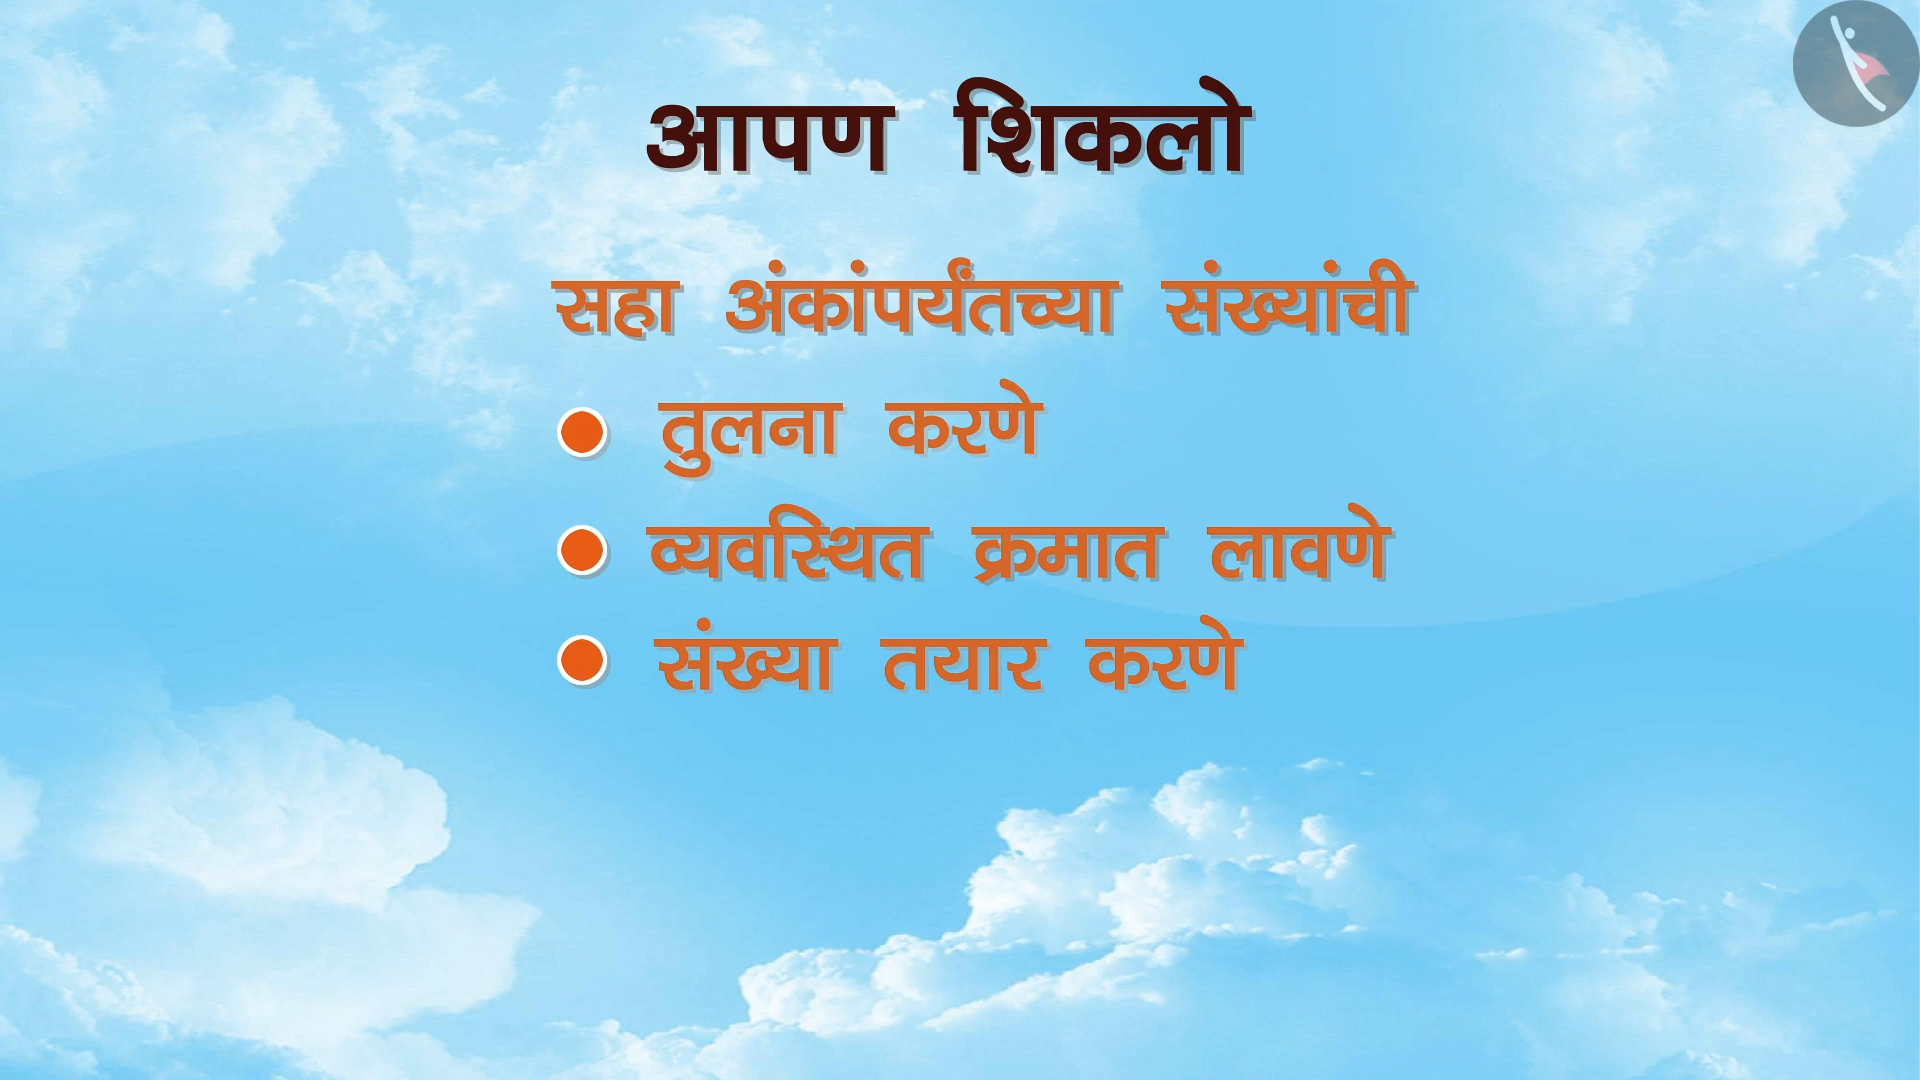 आपण शिकलो
सहा अंकांपर्यंतच्या संख्यांची
तुलना करणे
व्यवस्थित क्रमात लावणे
संख्या तयार करणे